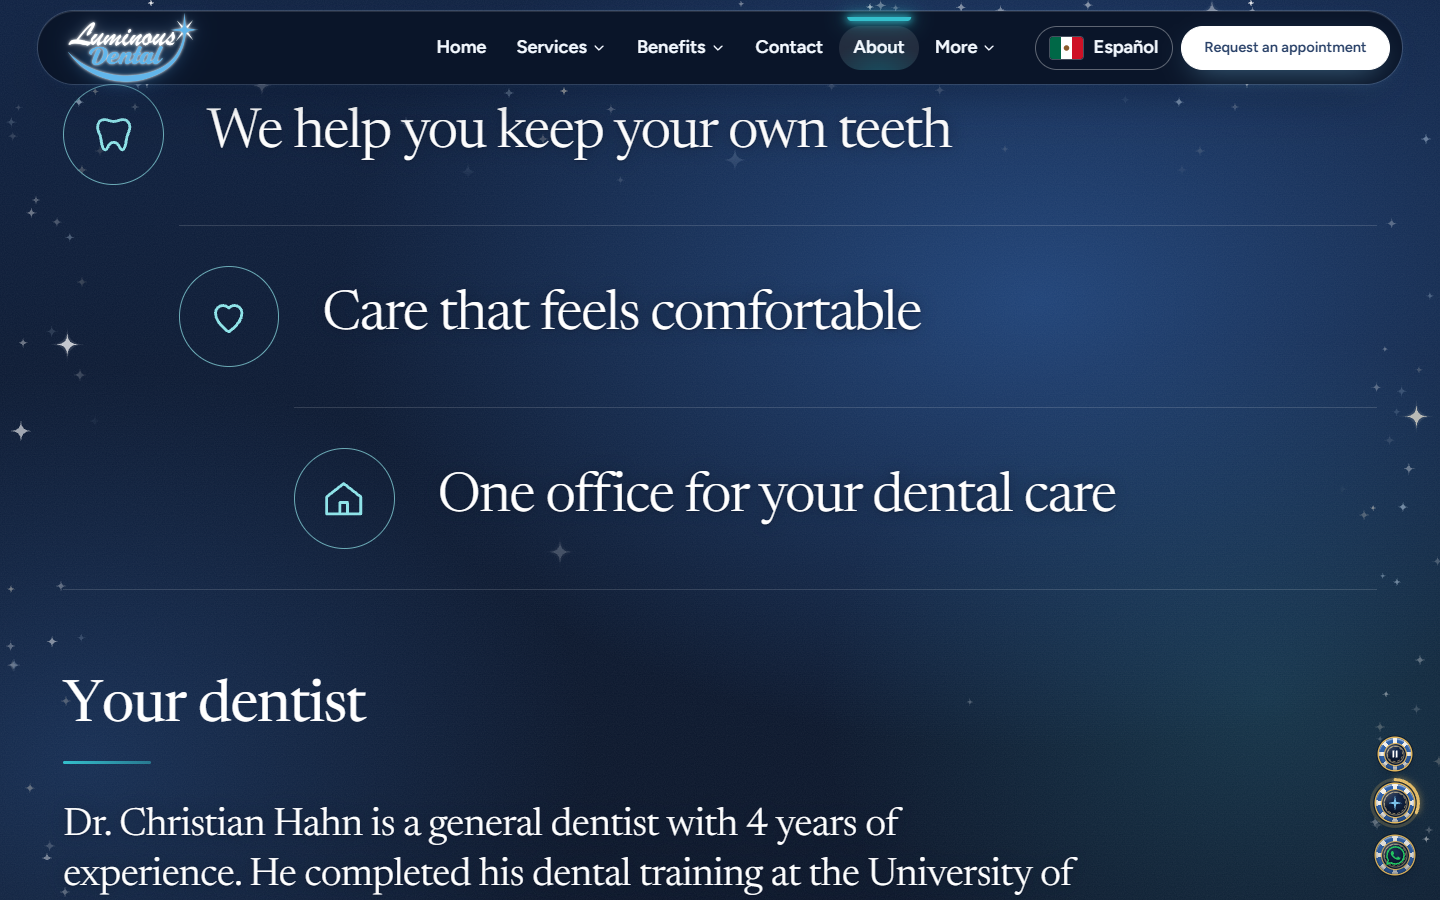 Luminous
Dental
Home
Services
Benefits
Contact
About
More
Español
Request an appointment
We help you keep your own teeth
Care that feels comfortable
One office for your dental care
Your dentist
Dr. Christian Hahn is a general dentist with 4 years of
experience. He completed his dental training at the University of